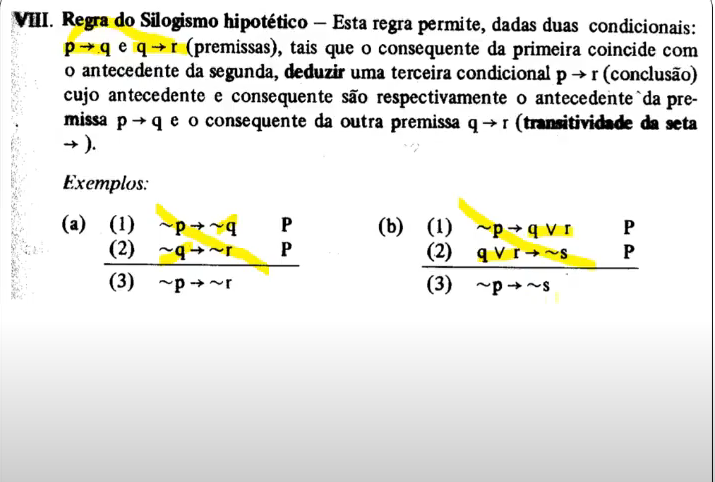 VIII. Regra do Silogismo hipotético — Esta regra permite, dadas duas condicionais:
p → q e q → r (premissas), tais que o consequente da primeira coincide com
o antecedente da segunda, deduzir uma terceira condicional p → r (conclusão)
cujo antecedente e consequente são respectivamente o antecedente da pre-
missa p → q e o consequente da outra premissa q → r (transitividade da seta
→ ).
Exemplos:
(a) (1) ~p → ~q P
(2) ~q → ~r P
(3) ~p → ~r
(b) (1) ~p → q ∨ r P
(2) q ∨ r → ~s P
(3) ~p → ~s